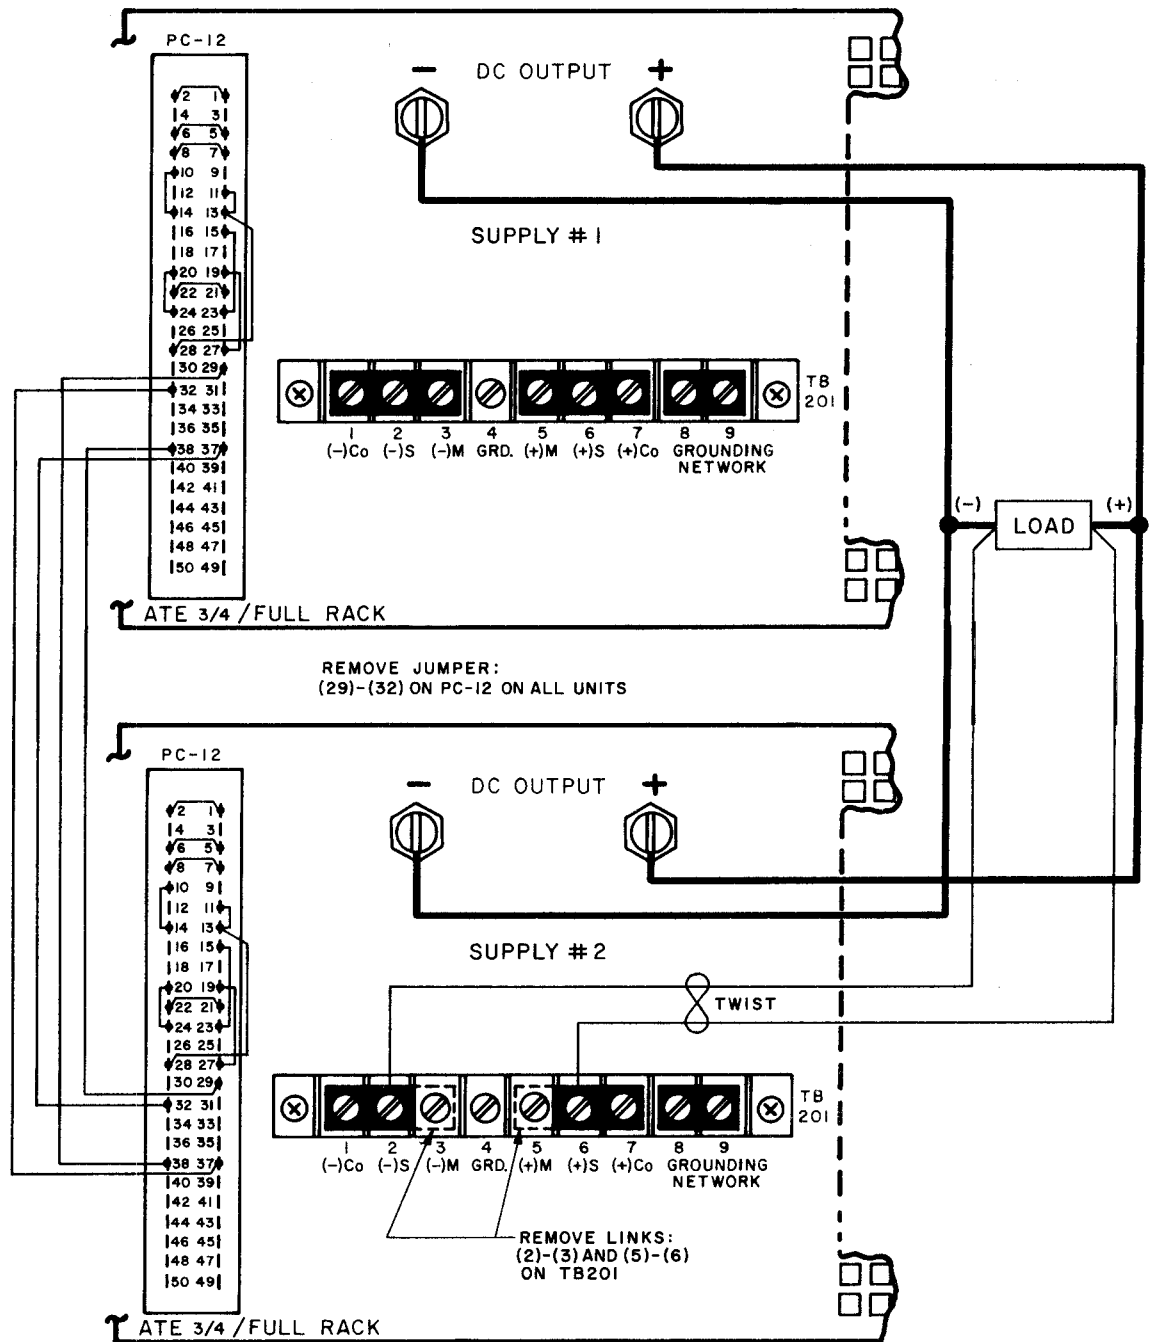 PC-12
- DC OUTPUT +
2 1
4 3
6 5
8 7
10 9
12 11
14 13
16 15
18 17
20 19
22 21
24 23
26 25
28 27
30 29
32 31
34 33
36 35
38 37
40 39
42 41
44 43
46 45
48 47
50 49
SUPPLY #1
TB
201
1 2 3 4 5 6 7 8 9
(-)Co (-)S (-)M GRD. (+)M (+)S (+)Co GROUNDING
NETWORK
(-) LOAD (+)
ATE 3/4 /FULL RACK
REMOVE JUMPER:
(29)-(32) ON PC-12 ON ALL UNITS
PC-12
- DC OUTPUT +
2 1
4 3
6 5
8 7
10 9
12 11
14 13
16 15
18 17
20 19
22 21
24 23
26 25
28 27
30 29
32 31
34 33
36 35
38 37
40 39
42 41
44 43
46 45
48 47
50 49
SUPPLY #2
TWIST
TB
201
1 2 3 4 5 6 7 8 9
(-)Co (-)S (-)M GRD. (+)M (+)S (+)Co GROUNDING
NETWORK
REMOVE LINKS:
(2)-(3) AND (5)-(6)
ON TB201
ATE 3/4 /FULL RACK